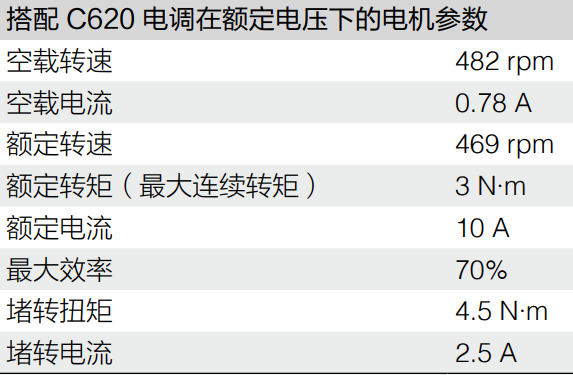 搭配 C620 电调在额定电压下的电机参数
空载转速 482 rpm
空载电流 0.78 A
额定转速 469 rpm
额定转矩（最大连续转矩） 3 N·m
额定电流 10 A
最大效率 70%
堵转扭矩 4.5 N·m
堵转电流 2.5 A